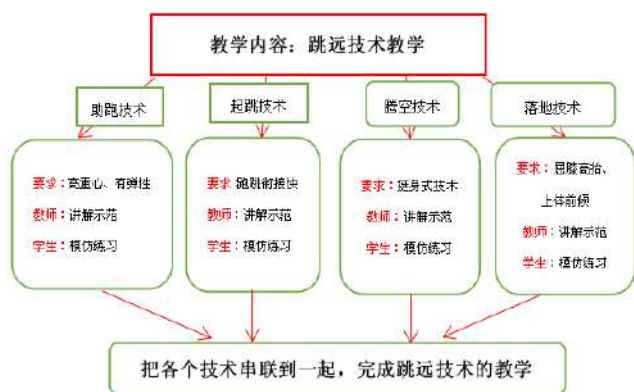 教学内容：跳远技术教学
助跑技术
起跳技术
腾空技术
落地技术
要求：高重心、有弹性
教师：讲解示范
学生：模仿练习
要求：跑跳衔接快
教师：讲解示范
学生：模仿练习
要求：挺身式技术
教师：讲解示范
学生：模仿练习
要求：屈膝高抬、
上体前倾
教师：讲解示范
学生：模仿练习
把各个技术串联到一起，完成跳远技术的教学